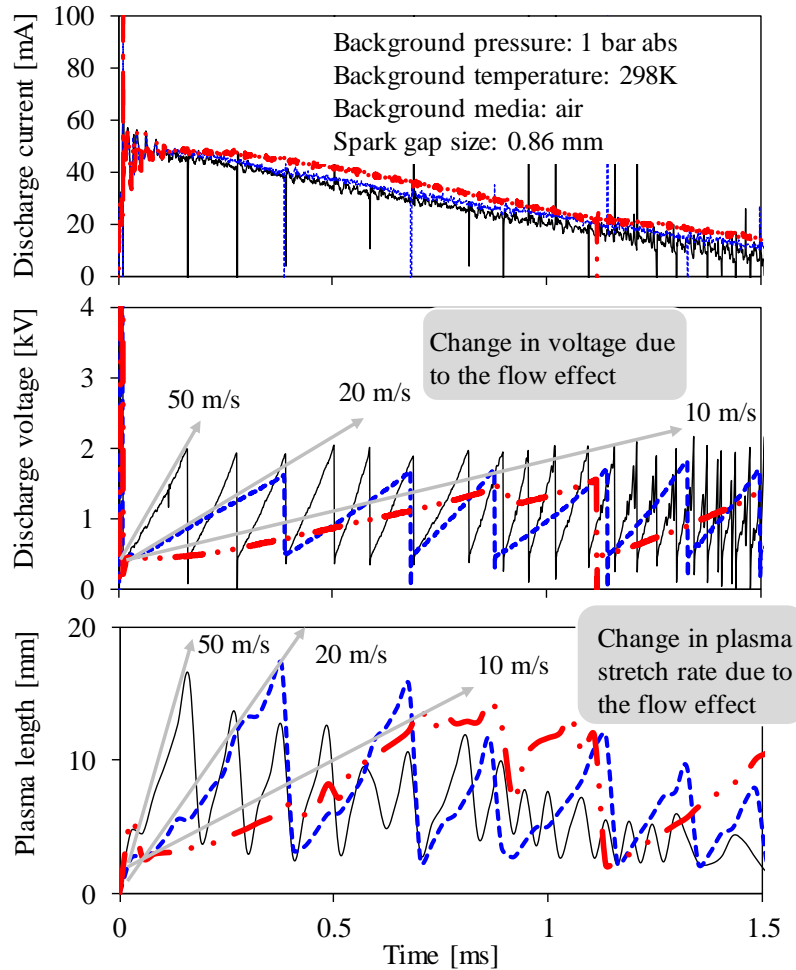 Discharge current [mA]
100
80
60
40
20
0
Background pressure: 1 bar abs
Background temperature: 298K
Background media: air
Spark gap size: 0.86 mm
Discharge voltage [kV]
4
3
2
1
0
Change in voltage due
to the flow effect
50 m/s
20 m/s
10 m/s
Plasma length [mm]
20
10
0
50 m/s
20 m/s
10 m/s
Change in plasma
stretch rate due to
the flow effect
0
0.5
1
1.5
Time [ms]